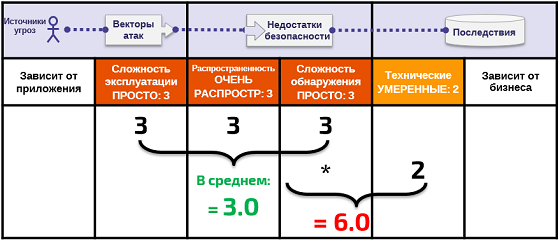 Источники
угроз
Векторы
атак
Недостатки
безопасности
Последствия
Зависит от
приложения
Сложность
эксплуатации
ПРОСТО: 3
Распространенность
ОЧЕНЬ
РАСПРОСТР: 3
Сложность
обнаружения
ПРОСТО: 3
Технические
УМЕРЕННЫЕ: 2
Зависит от
бизнеса
3 3 3
В среднем:
= 3.0
* 2
= 6.0